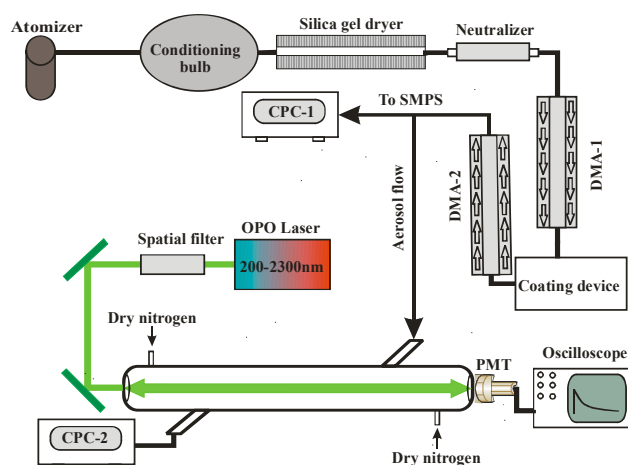 Atomizer
Conditioning
bulb
Silica gel dryer
Neutralizer
CPC-1
To SMPS
Aerosol flow
DMA-2
DMA-1
Coating device
Spatial filter
OPO Laser
200-2300nm
Dry nitrogen
PMT
Oscilloscope
CPC-2
Dry nitrogen